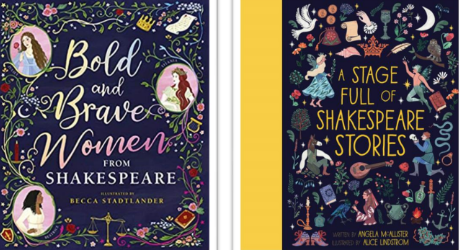 Bold
and
Brave
Women
FROM
SHAKESPEARE
ILLUSTRATED BY
BECCA STADTLANDER
A STAGE
FULL OF
SHAKESPEARE
STORIES
WRITTEN BY ANGELA McALLISTER
ILLUSTRATED BY ALICE LINDSTROM